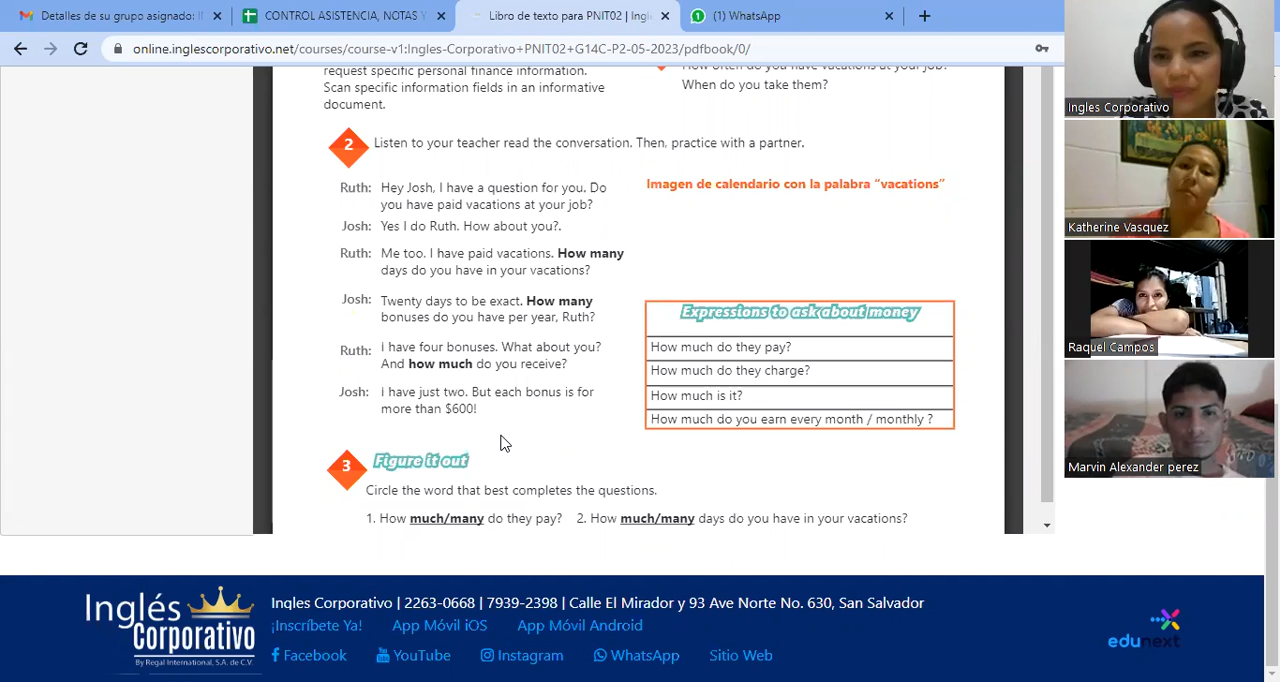 Detalles de su grupo asignado: I
CONTROL ASISTENCIA, NOTAS Y
Libro de texto para PNIT02 | Ingl
(1) WhatsApp
online.inglescorporativo.net/courses/course-v1:Ingles-Corporativo+PNIT02+G14C-P2-05-2023/pdfbook/0/
request specific personal finance information.
Scan specific information fields in an informative
document.
How often do you have vacations at your job?
When do you take them?
2 Listen to your teacher read the conversation. Then, practice with a partner.
Ruth: Hey Josh, I have a question for you. Do
you have paid vacations at your job?
Josh: Yes I do Ruth. How about you?.
Ruth: Me too. I have paid vacations. How many
days do you have in your vacations?
Josh: Twenty days to be exact. How many
bonuses do you have per year, Ruth?
Ruth: i have four bonuses. What about you?
And how much do you receive?
Josh: i have just two. But each bonus is for
more than $600!
Imagen de calendario con la palabra “vacations”
Expressions to ask about money
How much do they pay?
How much do they charge?
How much is it?
How much do you earn every month / monthly ?
3 Figure it out
Circle the word that best completes the questions.
1. How much/many do they pay? 2. How much/many days do you have in your vacations?
Ingles Corporativo
Katherine Vasquez
Raquel Campos
Marvin Alexander perez
Inglés
Corporativo
By Regal International, S.A. de C.V.
Ingles Corporativo | 2263-0668 | 7939-2398 | Calle El Mirador y 93 Ave Norte No. 630, San Salvador
¡Inscríbete Ya! App Móvil iOS App Móvil Android
Facebook YouTube Instagram WhatsApp Sitio Web
edunext